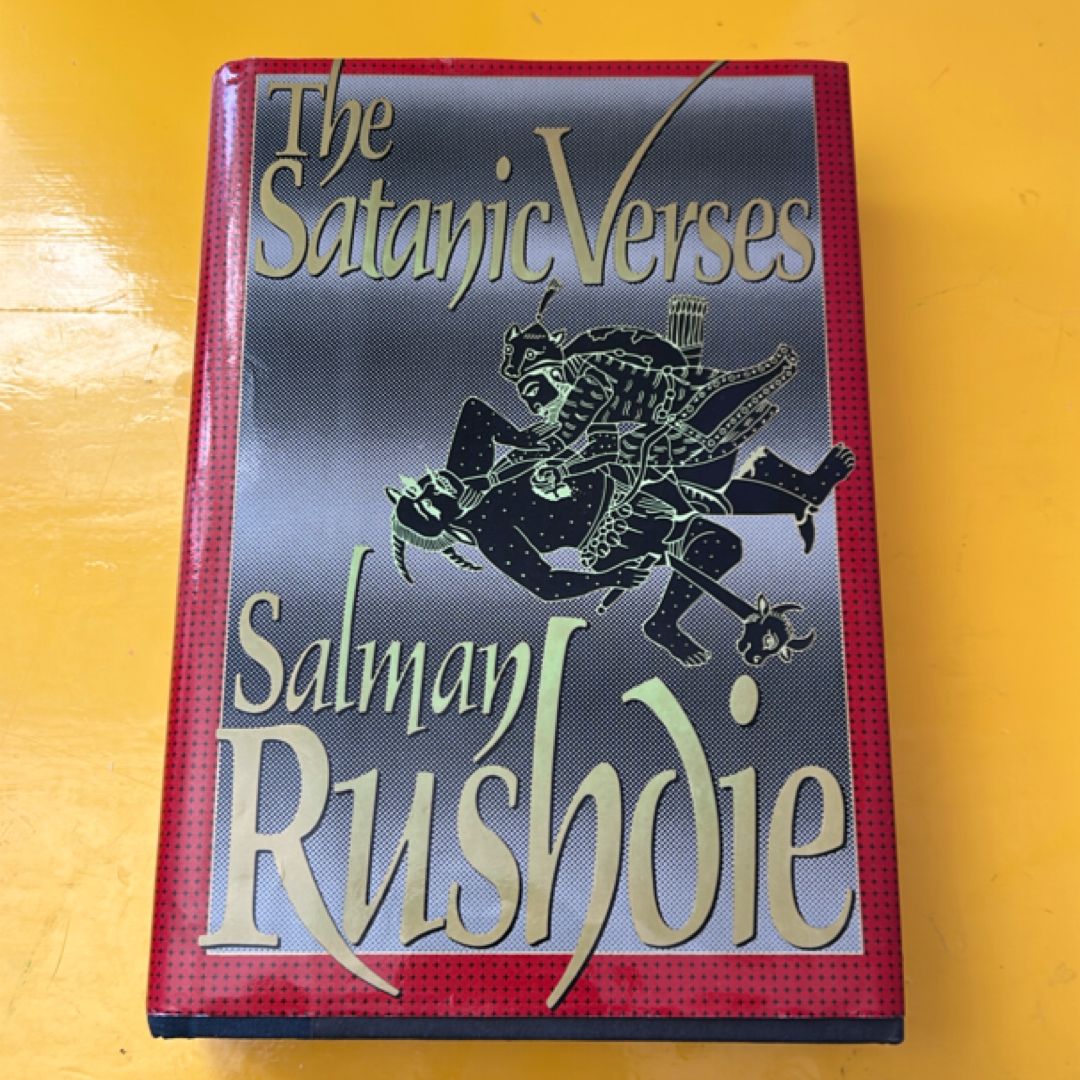 The
Satanic Verses
Salman
Rushdie